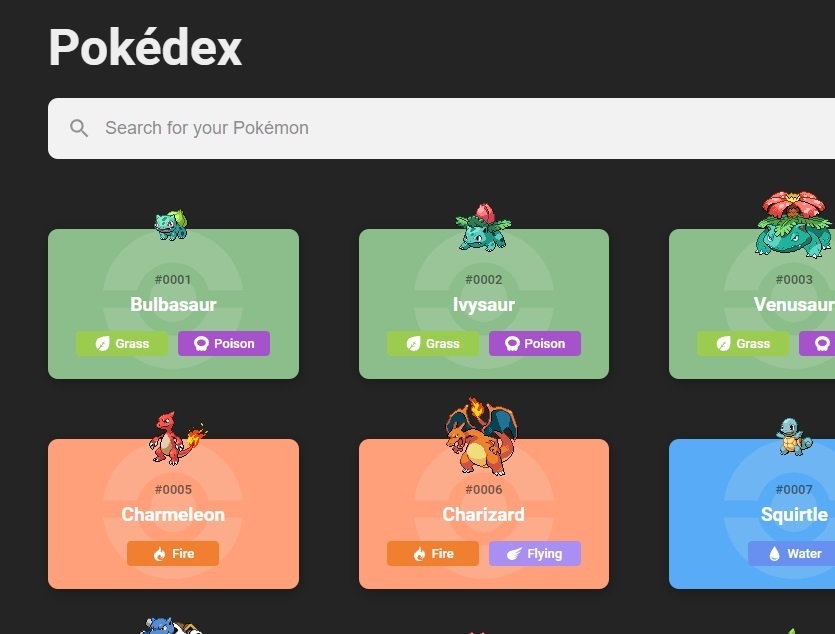 Pokédex
Search for your Pokémon
#0001
Bulbasaur
Grass Poison
#0002
Ivysaur
Grass Poison
#0003
Venusaur
Grass
#0005
Charmeleon
Fire
#0006
Charizard
Fire Flying
#0007
Squirtle
Water